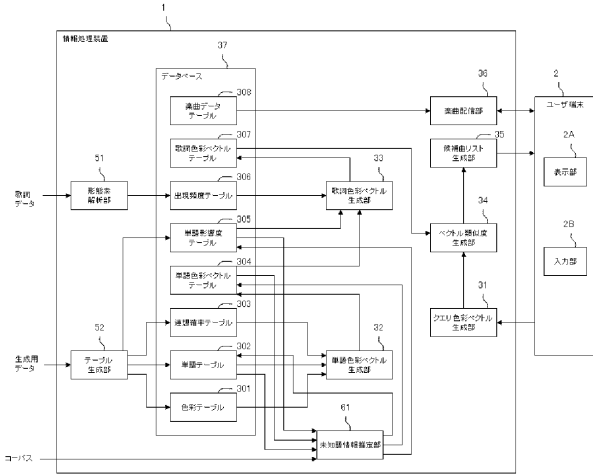 1
情報処理装置
37
データベース
308
楽曲データ
テーブル
36
楽曲配信部
2
ユーザ端末
307
歌詞色彩ベクトル
テーブル
35
候補曲リスト
生成部
2A
表示部
51
形態素
解析部
歌詞
データ
306
出現頻度テーブル
33
歌詞色彩ベクトル
生成部
305
単語影響度
テーブル
34
ベクトル類似度
生成部
2B
入力部
304
単語色彩ベクトル
テーブル
31
クエリ色彩ベクトル
生成部
303
連想確率テーブル
32
単語色彩ベクトル
生成部
52
テーブル
生成部
生成用
データ
302
単語テーブル
301
色彩テーブル
61
未知語情報推定部
コーパス